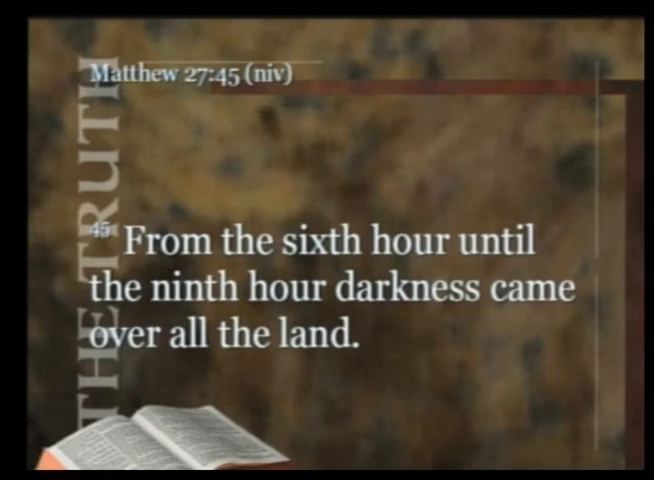 Matthew 27:45 (niv)
THE TRUTH
45 From the sixth hour until
the ninth hour darkness came
over all the land.